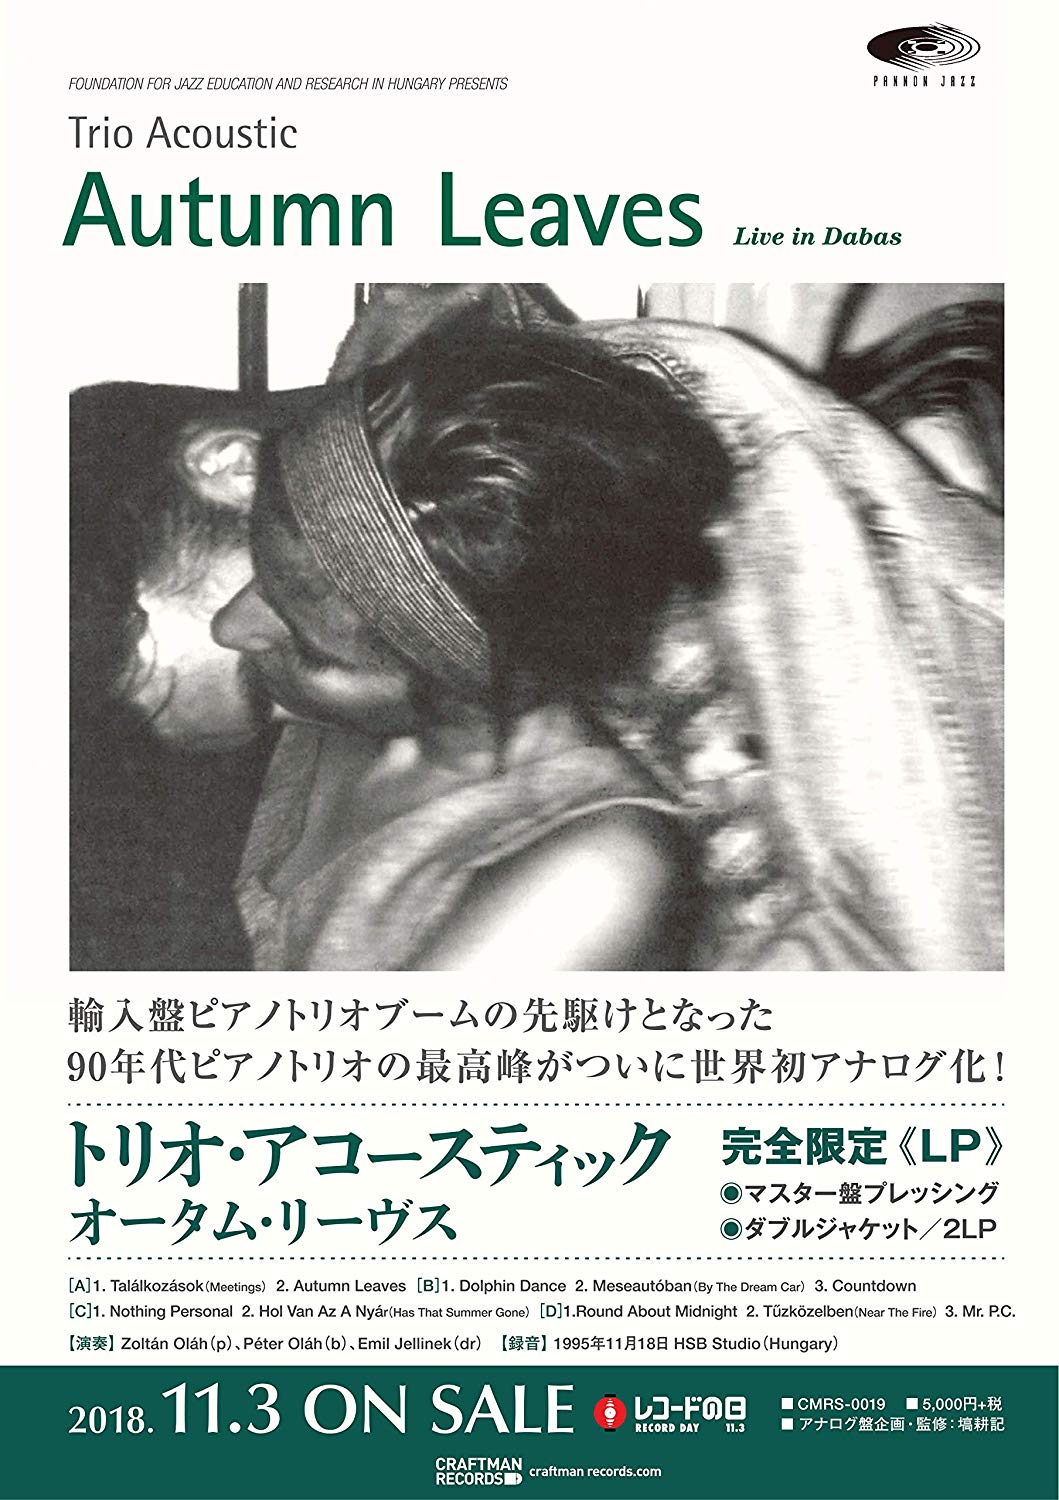 PANNON JAZZ
FOUNDATION FOR JAZZ EDUCATION AND RESEARCH IN HUNGARY PRESENTS
Trio Acoustic
Autumn Leaves Live in Dabas
輸入盤ピアノトリオブームの先駆けとなった
90年代ピアノトリオの最高峰がついに世界初アナログ化!
トリオ・アコースティック
オータム・リーヴス
完全限定《LP》
◉マスター盤プレッシング
◉ダブルジャケット/2LP
[A]1. Találkozások(Meetings) 2. Autumn Leaves [B]1. Dolphin Dance 2. Meseautóban(By The Dream Car) 3. Countdown
[C]1. Nothing Personal 2. Hol Van Az A Nyár(Has That Summer Gone) [D]1.Round About Midnight 2. Tűzközelben(Near The Fire) 3. Mr. P.C.
【演奏】Zoltán Oláh(p)、Péter Oláh(b)、Emil Jellinek(dr) 【録音】1995年11月18日 HSB Studio(Hungary)
2018. 11.3 ON SALE
レコードの日
RECORD DAY 11.3
■ CMRS-0019 ■ 5,000円+税
■ アナログ盤企画・監修:塙耕記
CRAFTMAN
RECORDS
craftman records.com